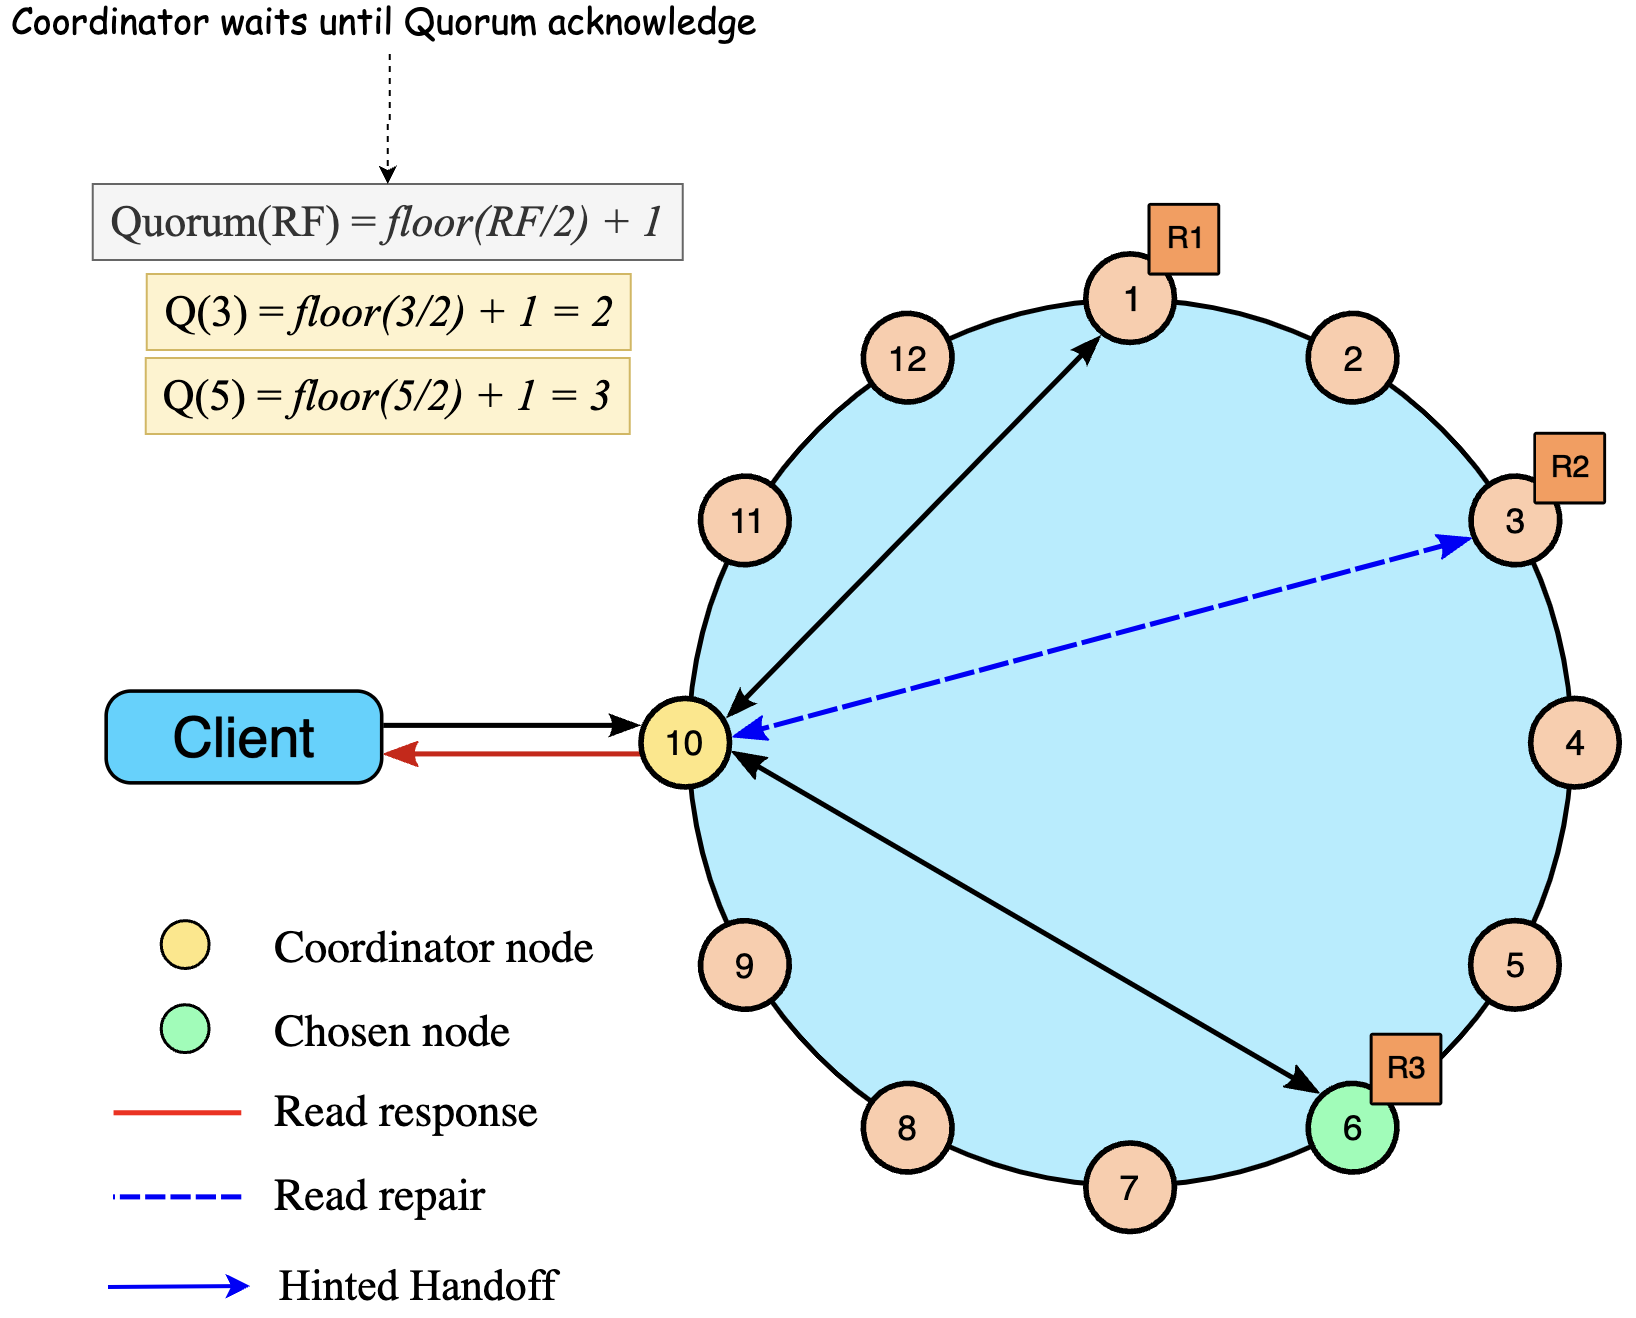 Coordinator waits until Quorum acknowledge
Quorum(RF) = floor(RF/2) + 1
Q(3) = floor(3/2) + 1 = 2
Q(5) = floor(5/2) + 1 = 3
R1
1
12
2
R2
11
3
Client
10
4
9
5
R3
8
6
7
Coordinator node
Chosen node
Read response
Read repair
Hinted Handoff